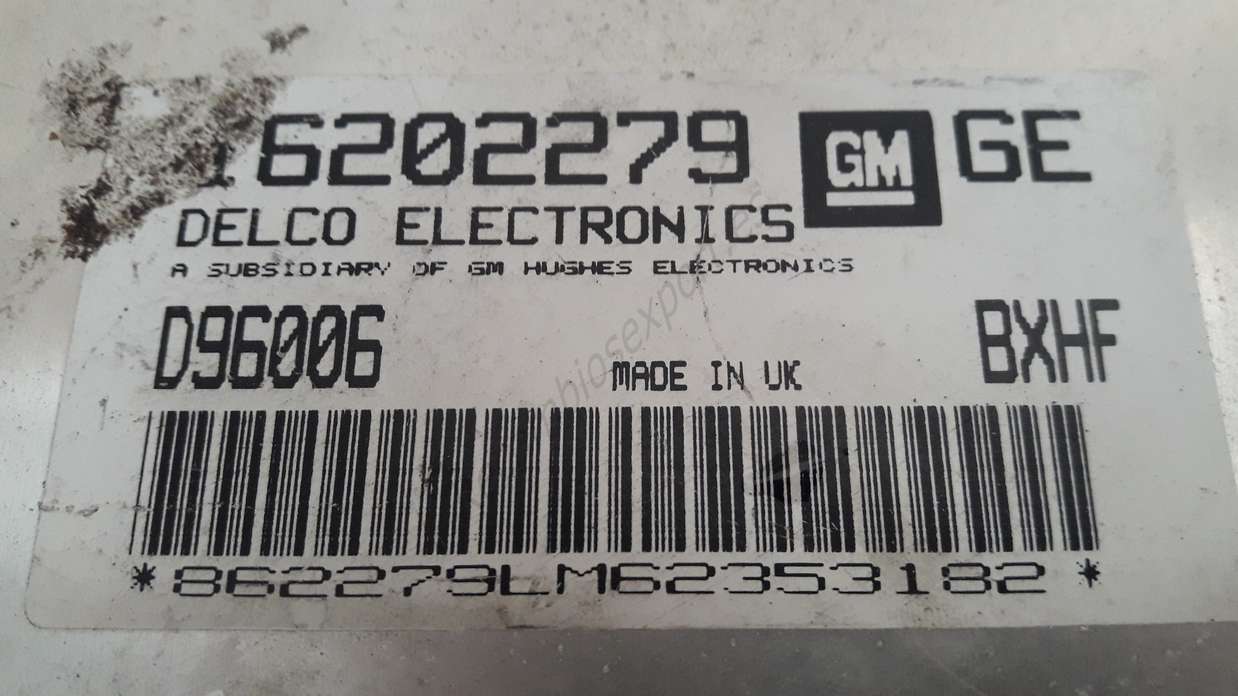 16202279 GM GE
DELCO ELECTRONICS
A SUBSIDIARY OF GM HUGHES ELECTRONICS
D96006 BXHF
MADE IN UK
*862279LM62353182*